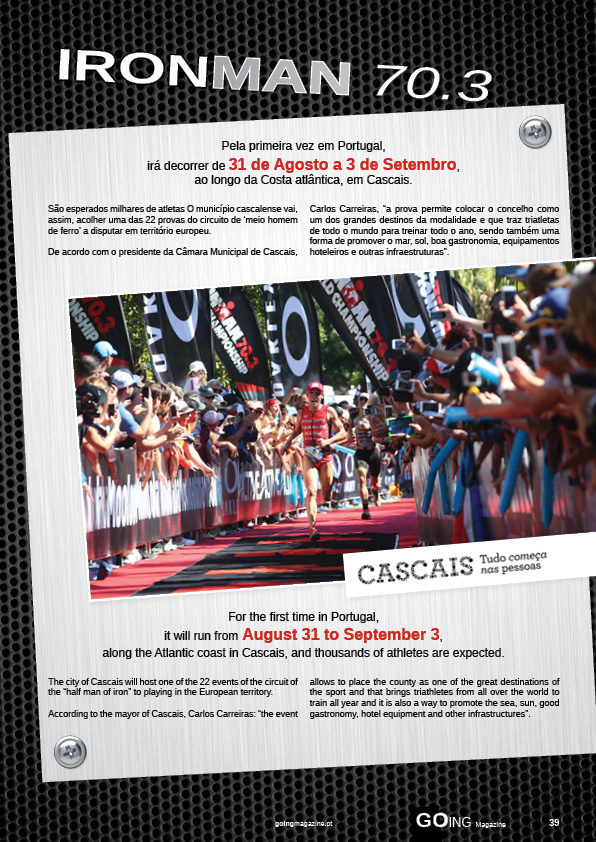 IRONMAN 70.3
Pela primeira vez em Portugal,
irá decorrer de 31 de Agosto a 3 de Setembro,
ao longo da Costa atlântica, em Cascais.
São esperados milhares de atletas O município cascalense vai,
assim, acolher uma das 22 provas do circuito de ‘meio homem
de ferro’ a disputar em território europeu.
De acordo com o presidente da Câmara Municipal de Cascais,
Carlos Carreiras, “a prova permite colocar o concelho como
um dos grandes destinos da modalidade e que traz triatletas
de todo o mundo para treinar todo o ano, sendo também uma
forma de promover o mar, sol, boa gastronomia, equipamentos
hoteleiros e outras infraestruturas”.
70.3
CHAMPIONSHIP
CASCAIS Tudo começa
nas pessoas
For the first time in Portugal,
it will run from August 31 to September 3,
along the Atlantic coast in Cascais, and thousands of athletes are expected.
The city of Cascais will host one of the 22 events of the circuit of
the “half man of iron” to playing in the European territory.
According to the mayor of Cascais, Carlos Carreiras: “the event
allows to place the county as one of the great destinations of
the sport and that brings triathletes from all over the world to
train all year and it is also a way to promote the sea, sun, good
gastronomy, hotel equipment and other infrastructures”.
goingmagazine.pt
GOING Magazine
39